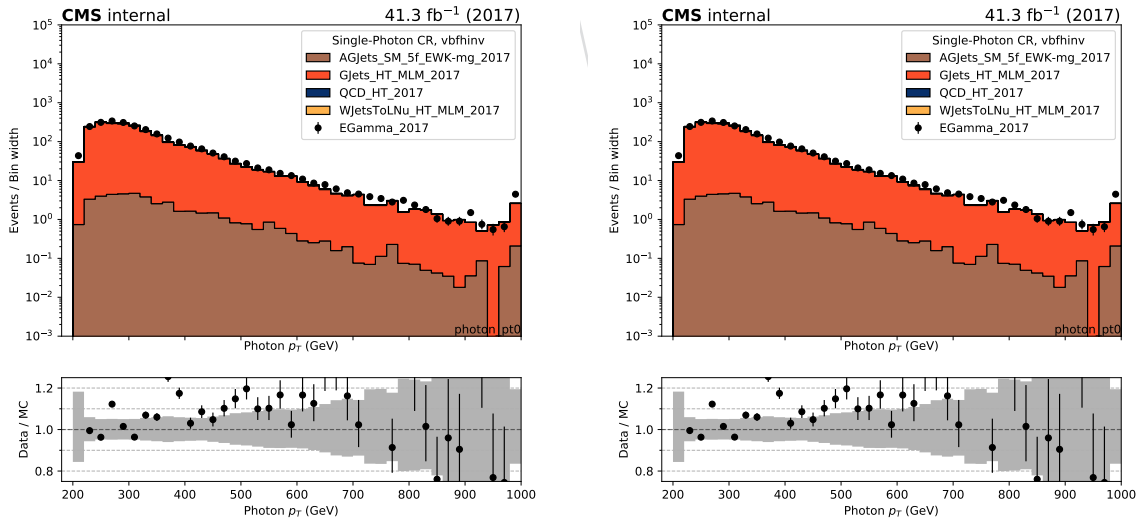 CMS internal 41.3 fb⁻¹ (2017)
Single-Photon CR, vbfhinv
AGJets_SM_5f_EWK-mg_2017
GJets_HT_MLM_2017
QCD_HT_2017
WJetsToLNu_HT_MLM_2017
EGamma_2017
Events / Bin width
10⁵
10⁴
10³
10²
10¹
10⁰
10⁻¹
10⁻²
10⁻³
photon_pt0
Photon p_T (GeV)
Data / MC
1.2
1.0
0.8
200 300 400 500 600 700 800 900 1000
Photon p_T (GeV)
CMS internal 41.3 fb⁻¹ (2017)
Single-Photon CR, vbfhinv
AGJets_SM_5f_EWK-mg_2017
GJets_HT_MLM_2017
QCD_HT_2017
WJetsToLNu_HT_MLM_2017
EGamma_2017
Events / Bin width
10⁵
10⁴
10³
10²
10¹
10⁰
10⁻¹
10⁻²
10⁻³
photon_pt0
Photon p_T (GeV)
Data / MC
1.2
1.0
0.8
200 300 400 500 600 700 800 900 1000
Photon p_T (GeV)